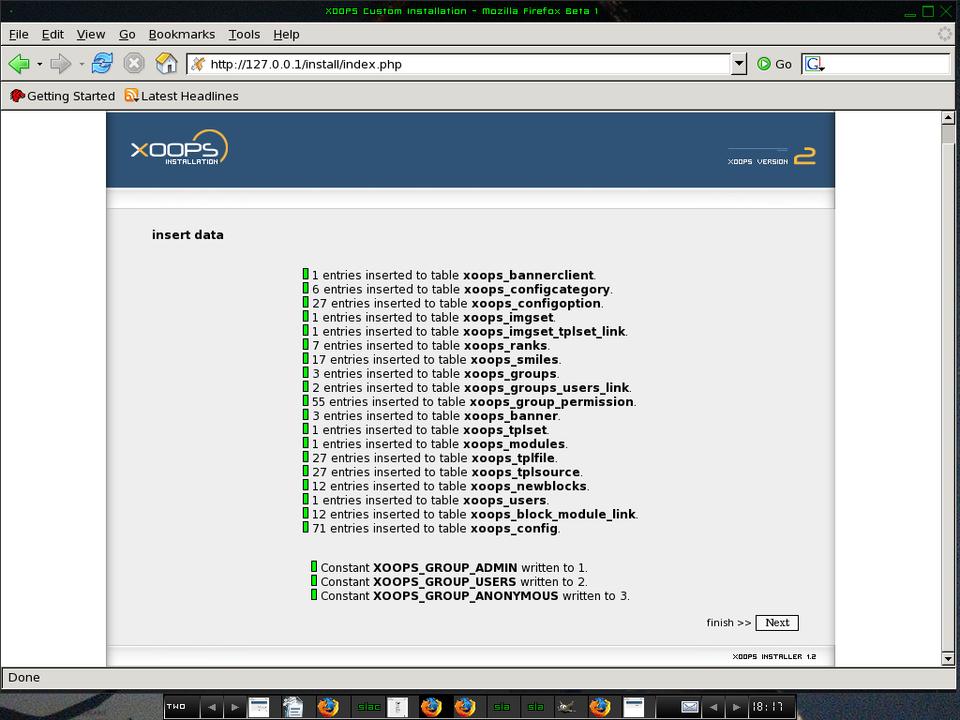 XOOPS Custom Installation - Mozilla Firefox Beta 1
File Edit View Go Bookmarks Tools Help
http://127.0.0.1/install/index.php Go G
Getting Started Latest Headlines
XOOPS
INSTALLATION
XOOPS VERSION 2
insert data
1 entries inserted to table xoops_bannerclient.
6 entries inserted to table xoops_configcategory.
27 entries inserted to table xoops_configoption.
1 entries inserted to table xoops_imgset.
1 entries inserted to table xoops_imgset_tplset_link.
7 entries inserted to table xoops_ranks.
17 entries inserted to table xoops_smiles.
3 entries inserted to table xoops_groups.
2 entries inserted to table xoops_groups_users_link.
55 entries inserted to table xoops_group_permission.
3 entries inserted to table xoops_banner.
1 entries inserted to table xoops_tplset.
1 entries inserted to table xoops_modules.
27 entries inserted to table xoops_tplfile.
27 entries inserted to table xoops_tplsource.
12 entries inserted to table xoops_newblocks.
1 entries inserted to table xoops_users.
12 entries inserted to table xoops_block_module_link.
71 entries inserted to table xoops_config.
Constant XOOPS_GROUP_ADMIN written to 1.
Constant XOOPS_GROUP_USERS written to 2.
Constant XOOPS_GROUP_ANONYMOUS written to 3.
finish >> Next
XOOPS INSTALLER 1.2
Done
TWO slac sla sla 18:17